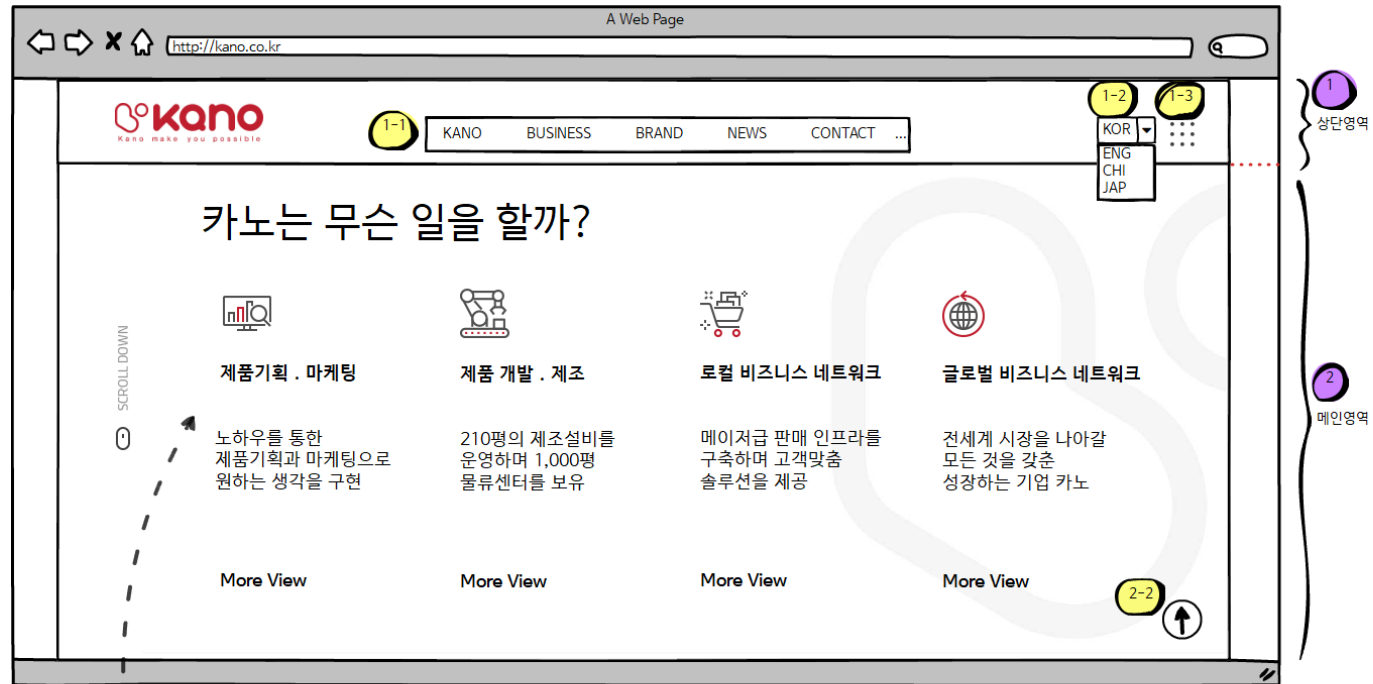 A Web Page
http://kano.co.kr
1
상단영역
kano
Kano make you possible
1-1
KANO BUSINESS BRAND NEWS CONTACT ...
1-2
1-3
KOR
ENG
CHI
JAP
카노는 무슨 일을 할까?
SCROLL DOWN
제품기획 . 마케팅
노하우를 통한
제품기획과 마케팅으로
원하는 생각을 구현
More View
제품 개발 . 제조
210평의 제조설비를
운영하며 1,000평
물류센터를 보유
More View
로컬 비즈니스 네트워크
메이저급 판매 인프라를
구축하며 고객맞춤
솔루션을 제공
More View
글로벌 비즈니스 네트워크
전세계 시장을 나아갈
모든 것을 갖춘
성장하는 기업 카노
More View
2-2
2
메인영역